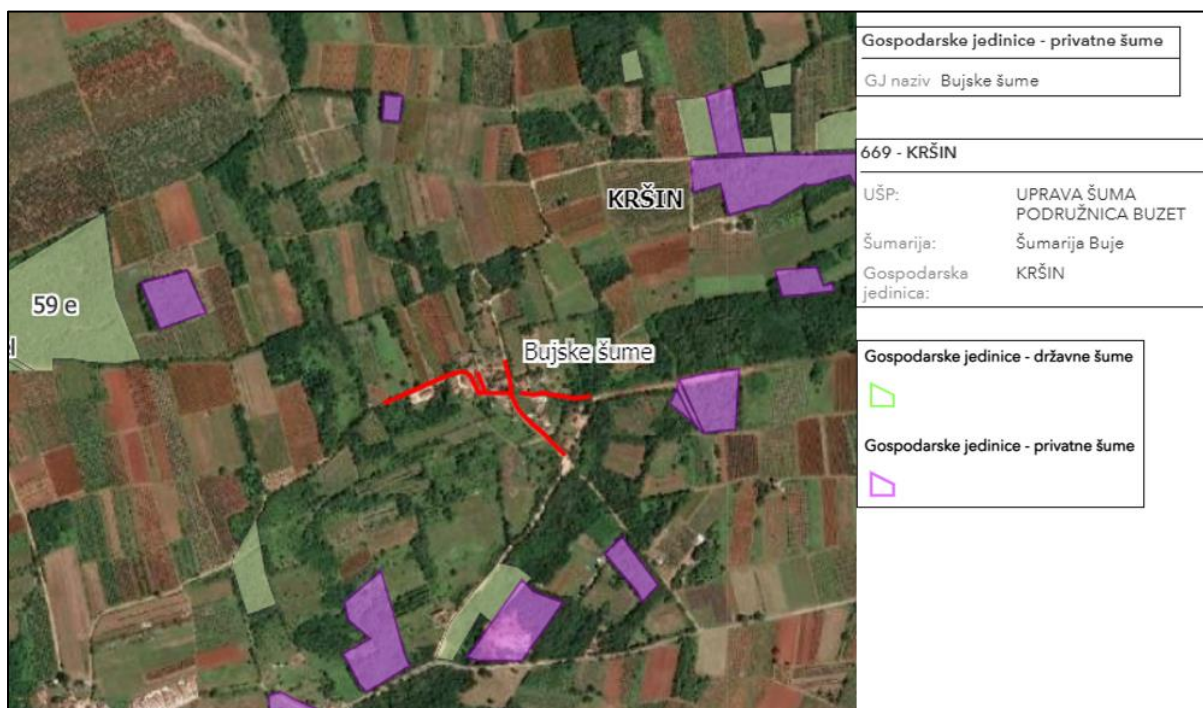 KRŠIN
59 e
Bujske šume
Gospodarske jedinice - privatne šume
GJ naziv Bujske šume
669 - KRŠIN
UŠP: UPRAVA ŠUMA
PODRUŽNICA BUZET
Šumarija: Šumarija Buje
Gospodarska KRŠIN
jedinica:
Gospodarske jedinice - državne šume
Gospodarske jedinice - privatne šume